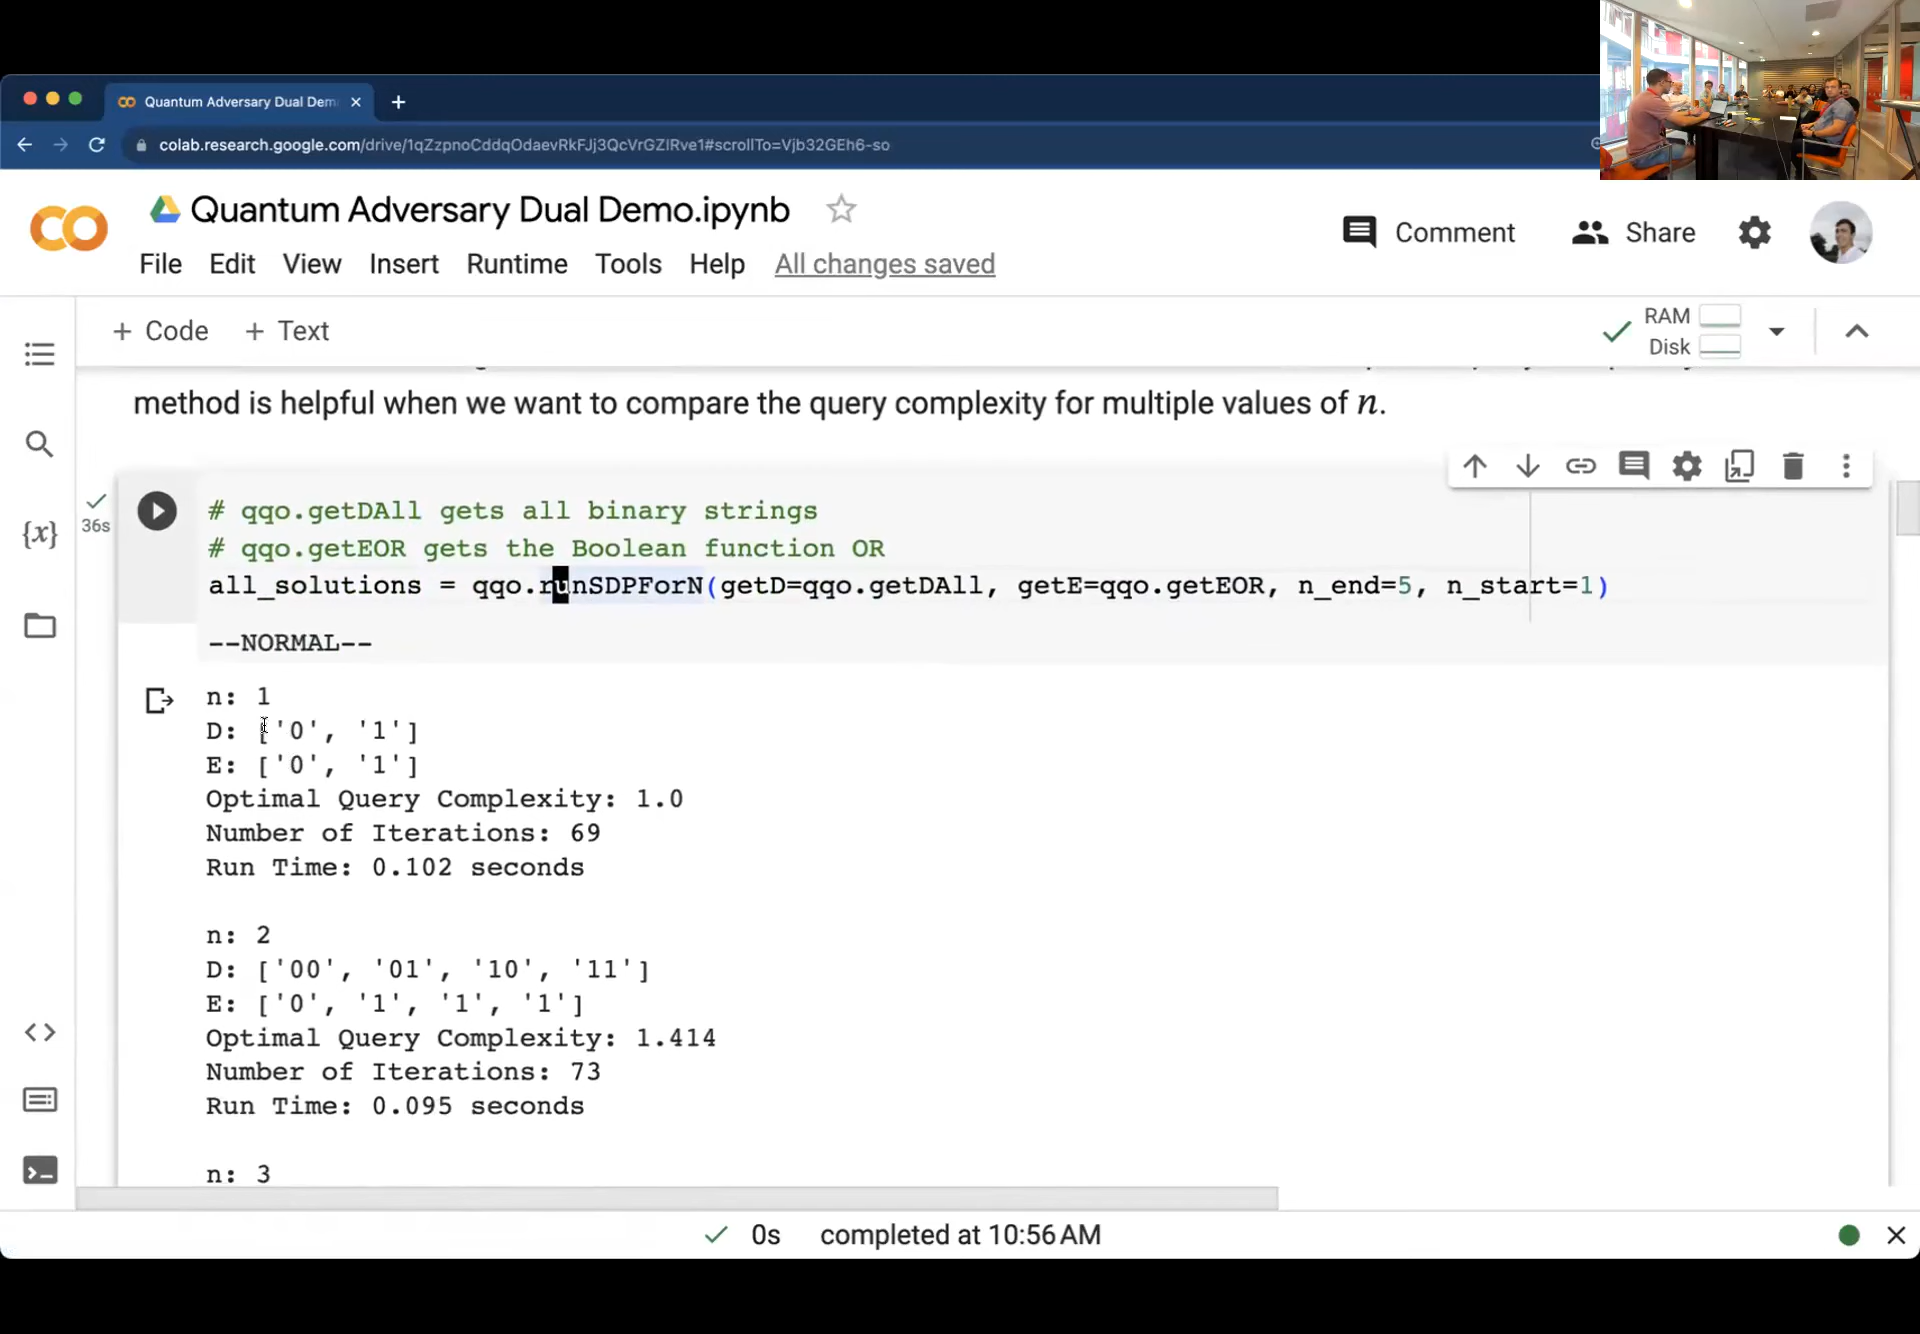 Quantum Adversary Dual Dem
colab.research.google.com/drive/1qZzpnoCddqOdaevRkFJj3QcVrGZIRve1#scrollTo=Vjb32GEh6-so
Quantum Adversary Dual Demo.ipynb
Comment
Share
File Edit View Insert Runtime Tools Help All changes saved
+ Code + Text
RAM
Disk
method is helpful when we want to compare the query complexity for multiple values of n.
36s
# qqo.getDAll gets all binary strings
# qqo.getEOR gets the Boolean function OR
all_solutions = qqo.runSDPForN(getD=qqo.getDAll, getE=qqo.getEOR, n_end=5, n_start=1)
--NORMAL--
n: 1
D: ['0', '1']
E: ['0', '1']
Optimal Query Complexity: 1.0
Number of Iterations: 69
Run Time: 0.102 seconds
n: 2
D: ['00', '01', '10', '11']
E: ['0', '1', '1', '1']
Optimal Query Complexity: 1.414
Number of Iterations: 73
Run Time: 0.095 seconds
n: 3
0s completed at 10:56 AM